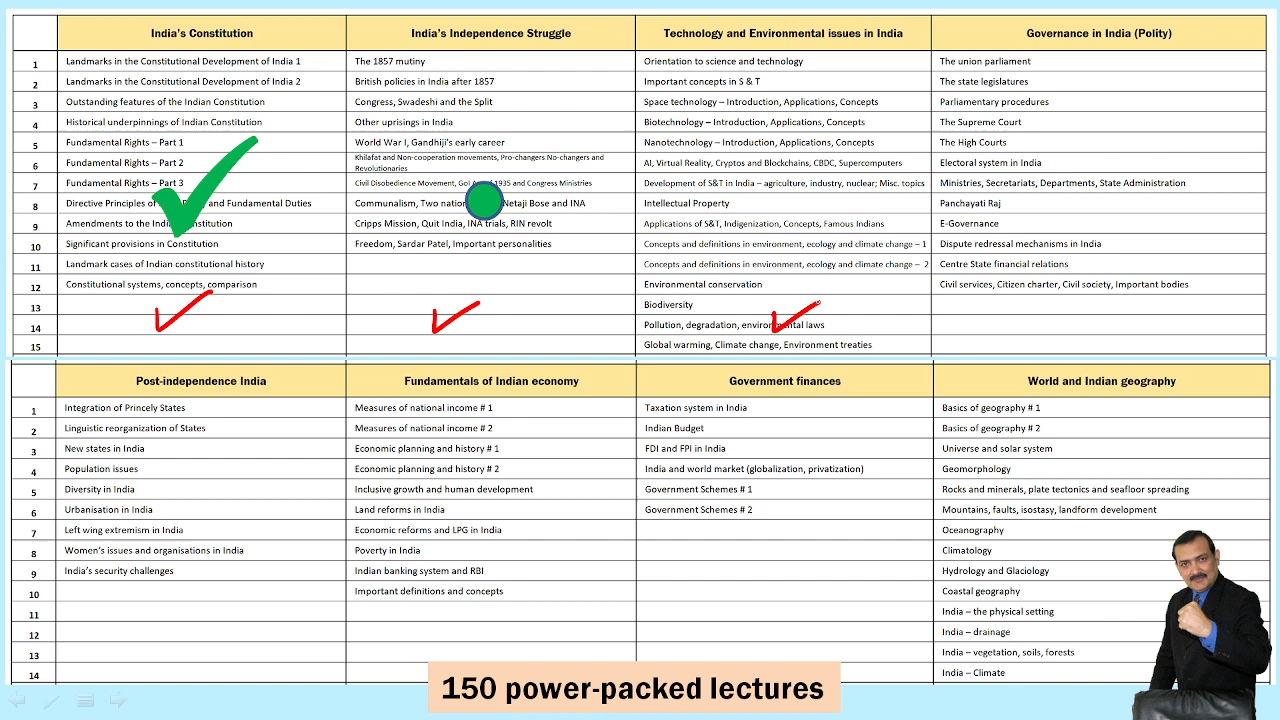 India's Constitution India's Independence Struggle Technology and Environmental issues in India Governance in India (Polity)
1 Landmarks in the Constitutional Development of India 1 The 1857 mutiny Orientation to science and technology The union parliament
2 Landmarks in the Constitutional Development of India 2 British policies in India after 1857 Important concepts in S & T The state legislatures
3 Outstanding features of the Indian Constitution Congress, Swadeshi and the Split Space technology – Introduction, Applications, Concepts Parliamentary procedures
4 Historical underpinnings of Indian Constitution Other uprisings in India Biotechnology – Introduction, Applications, Concepts The Supreme Court
5 Fundamental Rights – Part 1 World War I, Gandhiji's early career Nanotechnology – Introduction, Applications, Concepts The High Courts
6 Fundamental Rights – Part 2 Khilafat and Non-cooperation movements, Pro-changers No-changers and Revolutionaries AI, Virtual Reality, Cryptos and Blockchains, CBDC, Supercomputers Electoral system in India
7 Fundamental Rights – Part 3 Civil Disobedience Movement, GoI 1935 and Congress Ministries Development of S&T in India – agriculture, industry, nuclear; Misc. topics Ministries, Secretariats, Departments, State Administration
8 Directive Principles of and Fundamental Duties Communalism, Two Netaji Bose and INA Intellectual Property Panchayati Raj
9 Amendments to the Constitution Cripps Mission, Quit India, INA trials, RIN revolt Applications of S&T, Indigenization, Concepts, Famous Indians E-Governance
10 Significant provisions in Constitution Freedom, Sardar Patel, Important personalities Concepts and definitions in environment, ecology and climate change – 1 Dispute redressal mechanisms in India
11 Landmark cases of Indian constitutional history Concepts and definitions in environment, ecology and climate change – 2 Centre State financial relations
12 Constitutional systems, concepts, comparison Environmental conservation Civil services, Citizen charter, Civil society, Important bodies
13 Biodiversity
14 Pollution, degradation, environmental laws
15 Global warming, Climate change, Environment treaties
Post-independence India Fundamentals of Indian economy Government finances World and Indian geography
1 Integration of Princely States Measures of national income # 1 Taxation system in India Basics of geography # 1
2 Linguistic reorganization of States Measures of national income # 2 Indian Budget Basics of geography # 2
3 New states in India Economic planning and history # 1 FDI and FPI in India Universe and solar system
4 Population issues Economic planning and history # 2 India and world market (globalization, privatization) Geomorphology
5 Diversity in India Inclusive growth and human development Government Schemes # 1 Rocks and minerals, plate tectonics and seafloor spreading
6 Urbanisation in India Land reforms in India Government Schemes # 2 Mountains, faults, isostasy, landform development
7 Left wing extremism in India Economic reforms and LPG in India Oceanography
8 Women's issues and organisations in India Poverty in India Climatology
9 India's security challenges Indian banking system and RBI Hydrology and Glaciology
10 Important definitions and concepts Coastal geography
11 India – the physical setting
12 India – drainage
13 India – vegetation, soils, forests
14 India – Climate
150 power-packed lectures